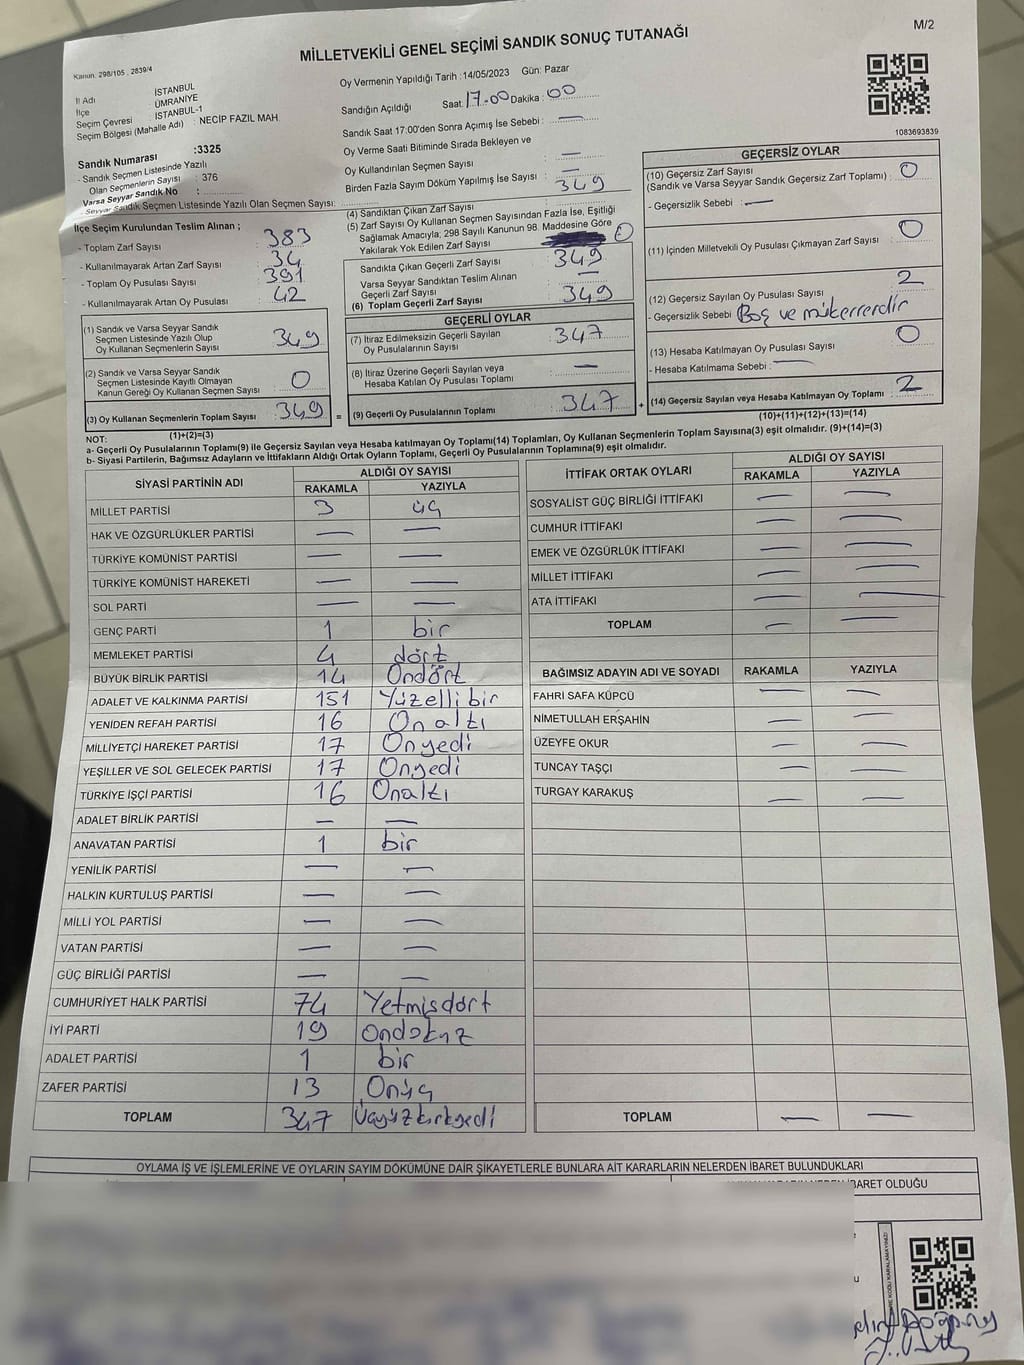 M/2
MİLLETVEKİLİ GENEL SEÇİMİ SANDIK SONUÇ TUTANAĞI
Kanun: 298/105, 2839/4
İl Adı İSTANBUL
İlçe ÜMRANİYE
Seçim Çevresi İSTANBUL-1
Seçim Bölgesi (Mahalle Adı) : NECİP FAZIL MAH.
Sandık Numarası :3325
- Sandık Seçmen Listesinde Yazılı
Olan Seçmenlerin Sayısı : 376
Varsa Seyyar Sandık No :
- Seyyar Sandık Seçmen Listesinde Yazılı Olan Seçmen Sayısı:
Oy Vermenin Yapıldığı Tarih :14/05/2023 Gün: Pazar
Sandığın Açıldığı Saat: 17.00 Dakika : 00
Sandık Saat 17:00'den Sonra Açımış İse Sebebi : —
Oy Verme Saati Bitiminde Sırada Bekleyen ve
Oy Kullandırılan Seçmen Sayısı : —
Birden Fazla Sayım Döküm Yapılmış İse Sayısı : —
1083693839
İlçe Seçim Kurulundan Teslim Alınan ;
- Toplam Zarf Sayısı : 383
- Kullanılmayarak Artan Zarf Sayısı : 34
- Toplam Oy Pusulası Sayısı : 391
- Kullanılmayarak Artan Oy Pusulası : 42
(1) Sandık ve Varsa Seyyar Sandık
Seçmen Listesinde Yazılı Olup
Oy Kullanan Seçmenlerin Sayısı : 349
(2) Sandık ve Varsa Seyyar Sandık
Seçmen Listesinde Kayıtlı Olmayan
Kanun Gereği Oy Kullanan Seçmen Sayısı : 0
(3) Oy Kullanan Seçmenlerin Toplam Sayısı : 349 =
(1)+(2)=(3)
(4) Sandıktan Çıkan Zarf Sayısı : 349
(5) Zarf Sayısı Oy Kullanan Seçmen Sayısından Fazla İse, Eşitliği
Sağlamak Amacıyla; 298 Sayılı Kanunun 98. Maddesine Göre
Yakılarak Yok Edilen Zarf Sayısı : 0
Sandıkta Çıkan Geçerli Zarf Sayısı : 349
Varsa Seyyar Sandıktan Teslim Alınan
Geçerli Zarf Sayısı : —
(6) Toplam Geçerli Zarf Sayısı : 349
GEÇERLİ OYLAR
(7) İtiraz Edilmeksizin Geçerli Sayılan
Oy Pusulalarının Sayısı : 347
(8) İtiraz Üzerine Geçerli Sayılan veya
Hesaba Katılan Oy Pusulası Toplamı : —
(9) Geçerli Oy Pusulalarının Toplamı : 347 +
GEÇERSİZ OYLAR
(10) Geçersiz Zarf Sayısı
(Sandık ve Varsa Seyyar Sandık Geçersiz Zarf Toplamı) : 0
- Geçersizlik Sebebi : —
(11) İçinden Milletvekili Oy Pusulası Çıkmayan Zarf Sayısı : 0
(12) Geçersiz Sayılan Oy Pusulası Sayısı : 2
- Geçersizlik Sebebi : Boş ve mükerrerdir
(13) Hesaba Katılmayan Oy Pusulası Sayısı : 0
- Hesaba Katılmama Sebebi : —
(14) Geçersiz Sayılan veya Hesaba Katılmayan Oy Toplamı : 2
(10)+(11)+(12)+(13)=(14)
NOT:
a- Geçerli Oy Pusulalarının Toplamı(9) ile Geçersiz Sayılan veya Hesaba katılmayan Oy Toplamı(14) Toplamları, Oy Kullanan Seçmenlerin Toplam Sayısına(3) eşit olmalıdır. (9)+(14)=(3)
b- Siyasi Partilerin, Bağımsız Adayların ve İttifakların Aldığı Ortak Oyların Toplamı, Geçerli Oy Pusulalarının Toplamına(9) eşit olmalıdır.
SİYASİ PARTİNİN ADI ALDIĞI OY SAYISI
RAKAMLA YAZIYLA
MİLLET PARTİSİ 3 üç
HAK VE ÖZGÜRLÜKLER PARTİSİ — —
TÜRKİYE KOMÜNİST PARTİSİ — —
TÜRKİYE KOMÜNİST HAREKETİ — —
SOL PARTİ — —
GENÇ PARTİ 1 bir
MEMLEKET PARTİSİ 4 dört
BÜYÜK BİRLİK PARTİSİ 14 Ondört
ADALET VE KALKINMA PARTİSİ 151 Yüzelli bir
YENİDEN REFAH PARTİSİ 16 On altı
MİLLİYETÇİ HAREKET PARTİSİ 17 Onyedi
YEŞİLLER VE SOL GELECEK PARTİSİ 17 Onyedi
TÜRKİYE İŞÇİ PARTİSİ 16 Onaltı
ADALET BİRLİK PARTİSİ — —
ANAVATAN PARTİSİ 1 bir
YENİLİK PARTİSİ — —
HALKIN KURTULUŞ PARTİSİ — —
MİLLİ YOL PARTİSİ — —
VATAN PARTİSİ — —
GÜÇ BİRLİĞİ PARTİSİ — —
CUMHURİYET HALK PARTİSİ 74 Yetmişdört
İYİ PARTİ 19 Ondokuz
ADALET PARTİSİ 1 bir
ZAFER PARTİSİ 13 Onüç
TOPLAM 347 Üçyüzkırkyedi
İTTİFAK ORTAK OYLARI ALDIĞI OY SAYISI
RAKAMLA YAZIYLA
SOSYALİST GÜÇ BİRLİĞİ İTTİFAKI — —
CUMHUR İTTİFAKI — —
EMEK VE ÖZGÜRLÜK İTTİFAKI — —
MİLLET İTTİFAKI — —
ATA İTTİFAKI — —
TOPLAM — —
BAĞIMSIZ ADAYIN ADI VE SOYADI RAKAMLA YAZIYLA
FAHRİ SAFA KÜPCÜ — —
NİMETULLAH ERŞAHİN — —
ÜZEYFE OKUR — —
TUNCAY TAŞÇI — —
TURGAY KARAKUŞ — —
TOPLAM — —
OYLAMA İŞ VE İŞLEMLERİNE VE OYLARIN SAYIM DÖKÜMÜNE DAİR ŞİKAYETLERLE BUNLARA AİT KARARLARIN NELERDEN İBARET BULUNDUKLARI
İBARET OLDUĞU